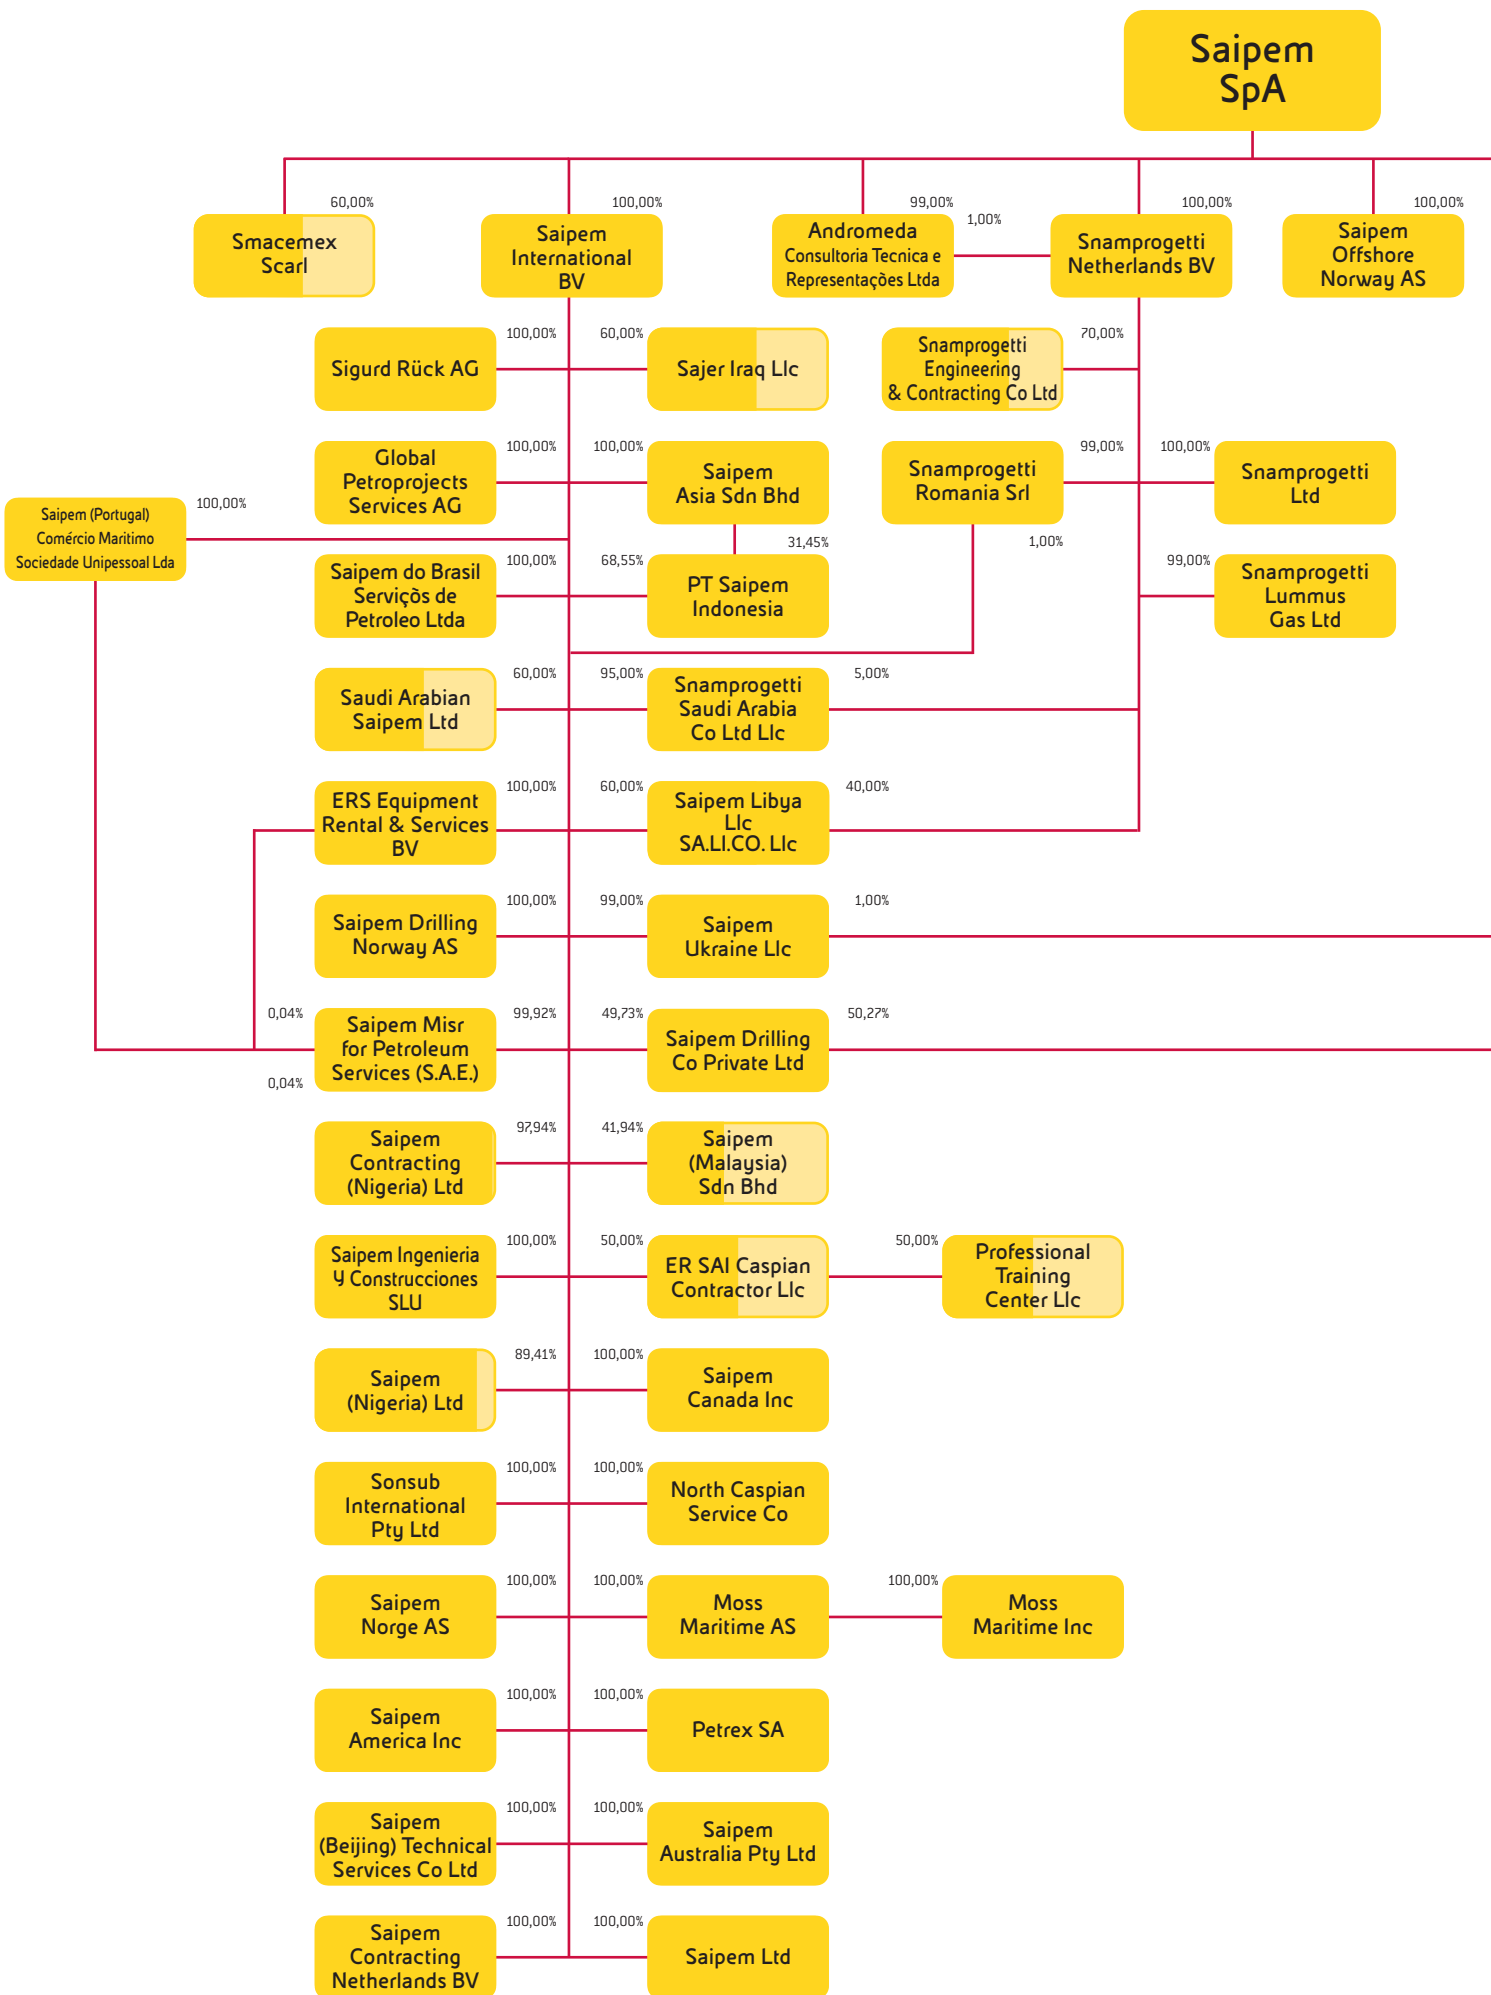 Saipem
SpA
60,00%
100,00%
99,00%
1,00%
100,00%
100,00%
Smacemex
Scarl
Saipem
International
BV
Andromeda
Consultoria Tecnica e
Representações Ltda
Snamprogetti
Netherlands BV
Saipem
Offshore
Norway AS
100,00%
60,00%
70,00%
Sigurd Rück AG
Sajer Iraq Llc
Snamprogetti
Engineering
& Contracting Co Ltd
100,00%
100,00%
99,00%
100,00%
Global
Petroprojects
Services AG
Saipem
Asia Sdn Bhd
Snamprogetti
Romania Srl
Snamprogetti
Ltd
100,00%
Saipem (Portugal)
Comércio Maritimo
Sociedade Unipessoal Lda
31,45%
1,00%
100,00%
68,55%
99,00%
Saipem do Brasil
Serviçòs de
Petroleo Ltda
PT Saipem
Indonesia
Snamprogetti
Lummus
Gas Ltd
60,00%
95,00%
5,00%
Saudi Arabian
Saipem Ltd
Snamprogetti
Saudi Arabia
Co Ltd Llc
100,00%
60,00%
40,00%
ERS Equipment
Rental & Services
BV
Saipem Libya
Llc
SA.LI.CO. Llc
100,00%
99,00%
1,00%
Saipem Drilling
Norway AS
Saipem
Ukraine Llc
0,04%
99,92%
49,73%
50,27%
Saipem Misr
for Petroleum
Services (S.A.E.)
Saipem Drilling
Co Private Ltd
0,04%
97,94%
41,94%
Saipem
Contracting
(Nigeria) Ltd
Saipem
(Malaysia)
Sdn Bhd
100,00%
50,00%
50,00%
Saipem Ingenieria
Y Construcciones
SLU
ER SAI Caspian
Contractor Llc
Professional
Training
Center Llc
89,41%
100,00%
Saipem
(Nigeria) Ltd
Saipem
Canada Inc
100,00%
100,00%
Sonsub
International
Pty Ltd
North Caspian
Service Co
100,00%
100,00%
100,00%
Saipem
Norge AS
Moss
Maritime AS
Moss
Maritime Inc
100,00%
100,00%
Saipem
America Inc
Petrex SA
100,00%
100,00%
Saipem
(Beijing) Technical
Services Co Ltd
Saipem
Australia Pty Ltd
100,00%
100,00%
Saipem
Contracting
Netherlands BV
Saipem Ltd